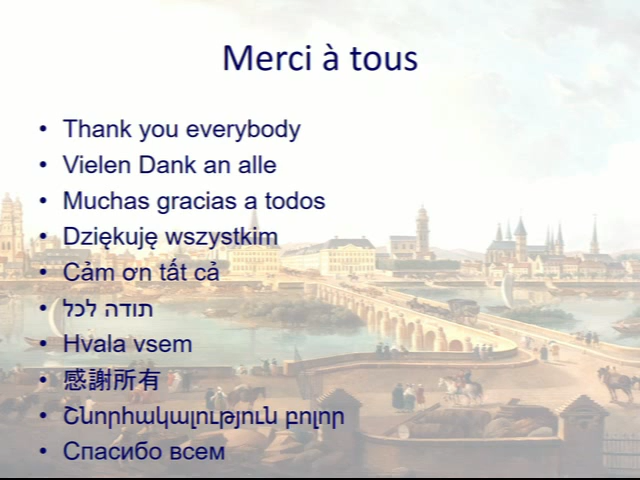 Merci à tous
• Thank you everybody
• Vielen Dank an alle
• Muchas gracias a todos
• Dziękuję wszystkim
• Cảm ơn tất cả
• תודה לכל
• Hvala vsem
• 感謝所有
• Շնորհակալություն բոլոր
• Спасибо всем